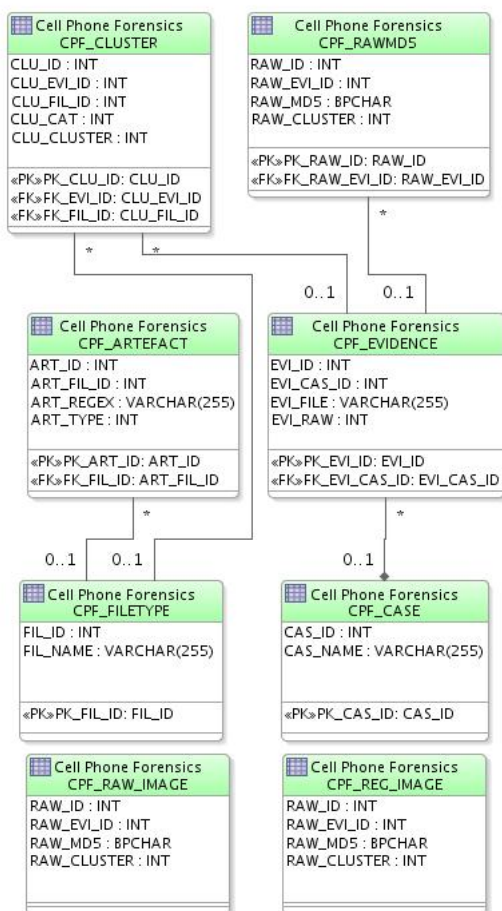 Cell Phone Forensics
CPF_CLUSTER
CLU_ID : INT
CLU_EVI_ID : INT
CLU_FIL_ID : INT
CLU_CAT : INT
CLU_CLUSTER : INT
«PK»PK_CLU_ID: CLU_ID
«FK»FK_EVI_ID: CLU_EVI_ID
«FK»FK_FIL_ID: CLU_FIL_ID
Cell Phone Forensics
CPF_RAWMD5
RAW_ID : INT
RAW_EVI_ID : INT
RAW_MD5 : BPCHAR
RAW_CLUSTER : INT
«PK»PK_RAW_ID: RAW_ID
«FK»FK_RAW_EVI_ID: RAW_EVI_ID
* * *
0..1 0..1
Cell Phone Forensics
CPF_ARTEFACT
ART_ID : INT
ART_FIL_ID : INT
ART_REGEX : VARCHAR(255)
ART_TYPE : INT
«PK»PK_ART_ID: ART_ID
«FK»FK_FIL_ID: ART_FIL_ID
Cell Phone Forensics
CPF_EVIDENCE
EVI_ID : INT
EVI_CAS_ID : INT
EVI_FILE : VARCHAR(255)
EVI_RAW : INT
«PK»PK_EVI_ID: EVI_ID
«FK»FK_EVI_CAS_ID: EVI_CAS_ID
* *
0..1 0..1 0..1
Cell Phone Forensics
CPF_FILETYPE
FIL_ID : INT
FIL_NAME : VARCHAR(255)
«PK»PK_FIL_ID: FIL_ID
Cell Phone Forensics
CPF_CASE
CAS_ID : INT
CAS_NAME : VARCHAR(255)
«PK»PK_CAS_ID: CAS_ID
Cell Phone Forensics
CPF_RAW_IMAGE
RAW_ID : INT
RAW_EVI_ID : INT
RAW_MD5 : BPCHAR
RAW_CLUSTER : INT
Cell Phone Forensics
CPF_REG_IMAGE
RAW_ID : INT
RAW_EVI_ID : INT
RAW_MD5 : BPCHAR
RAW_CLUSTER : INT